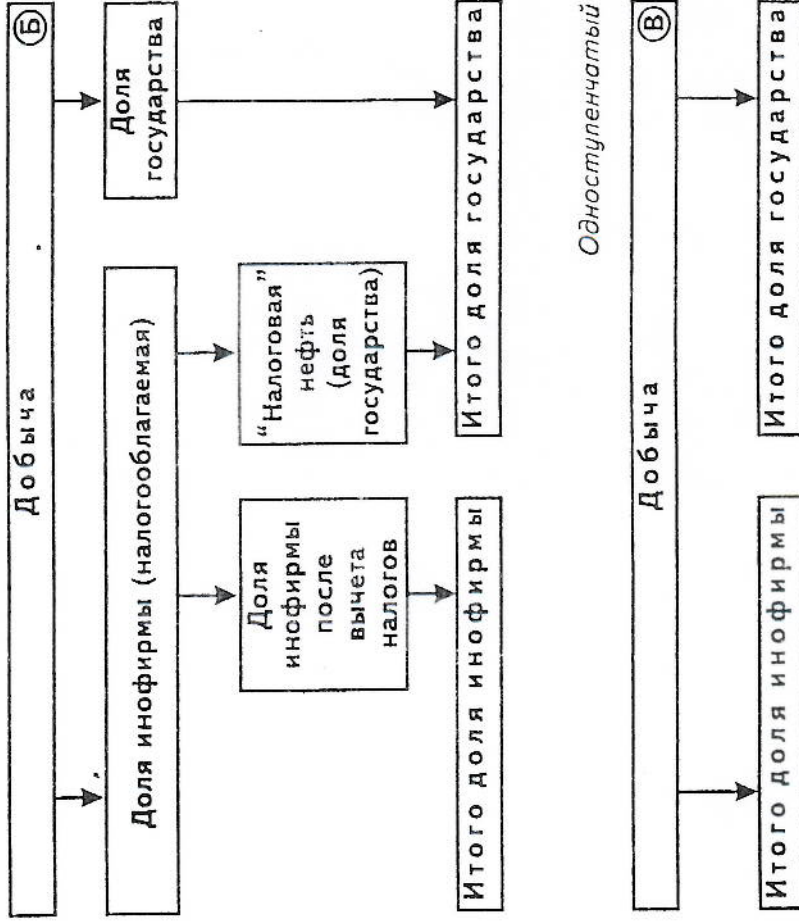 Добыча
Б
Доля инофирмы (налогооблагаемая)
Доля
государства
Доля
инофирмы
после
вычета
налогов
“Налоговая”
нефть
(доля
государства)
Итого доля инофирмы
Итого доля государства
Одноступенчатый
Добыча
В
Итого доля инофирмы
Итого доля государства